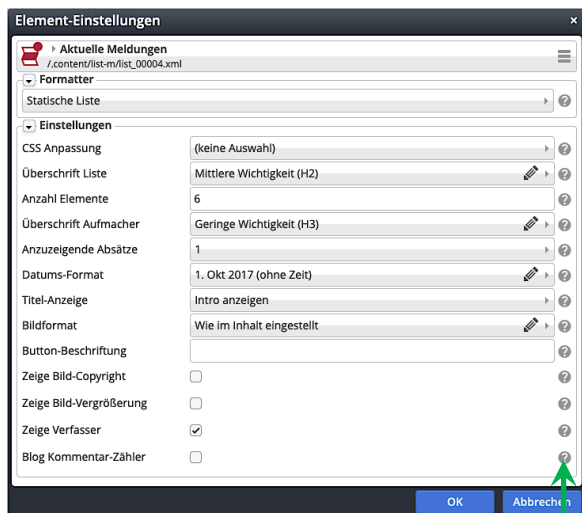 Element-Einstellungen ×
Aktuelle Meldungen
/.content/list-m/list_00004.xml
Formatter
Statische Liste ?
Einstellungen
CSS Anpassung (keine Auswahl) ?
Überschrift Liste Mittlere Wichtigkeit (H2) ?
Anzahl Elemente 6 ?
Überschrift Aufmacher Geringe Wichtigkeit (H3) ?
Anzuzeigende Absätze 1 ?
Datums-Format 1. Okt 2017 (ohne Zeit) ?
Titel-Anzeige Intro anzeigen ?
Bildformat Wie im Inhalt eingestellt ?
Button-Beschriftung ?
Zeige Bild-Copyright ?
Zeige Bild-Vergrößerung ?
Zeige Verfasser ?
Blog Kommentar-Zähler ?
OK Abbrechen